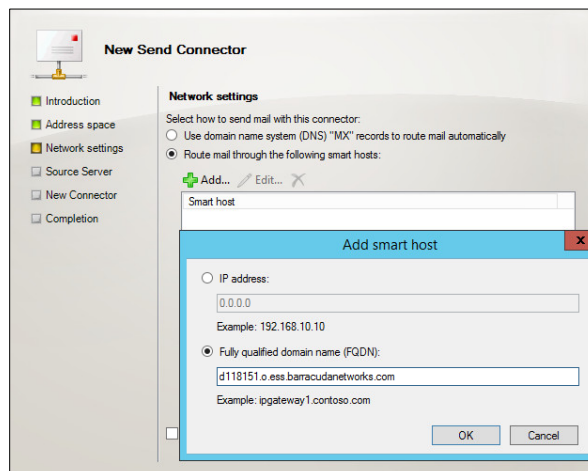 New Send Connector
Introduction
Address space
Network settings
Source Server
New Connector
Completion
Network settings
Select how to send mail with this connector:
Use domain name system (DNS) "MX" records to route mail automatically
Route mail through the following smart hosts:
Add... Edit...
Smart host
Add smart host
x
IP address:
0.0.0.0
Example: 192.168.10.10
Fully qualified domain name (FQDN):
d118151.o.ess.barracudanetworks.com
Example: ipgateway1.contoso.com
OK Cancel